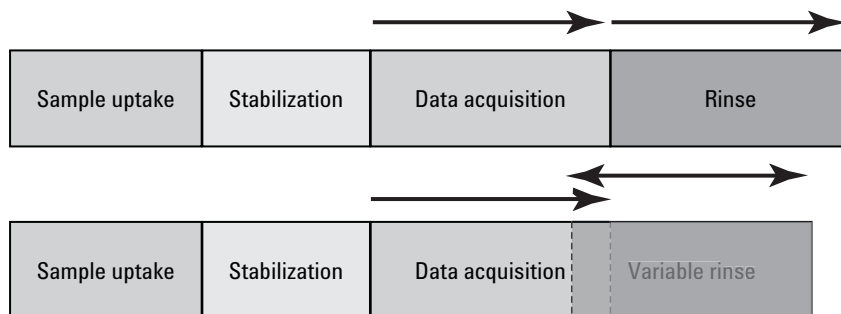 Sample uptake Stabilization Data acquisition Rinse
Sample uptake Stabilization Data acquisition Variable rinse